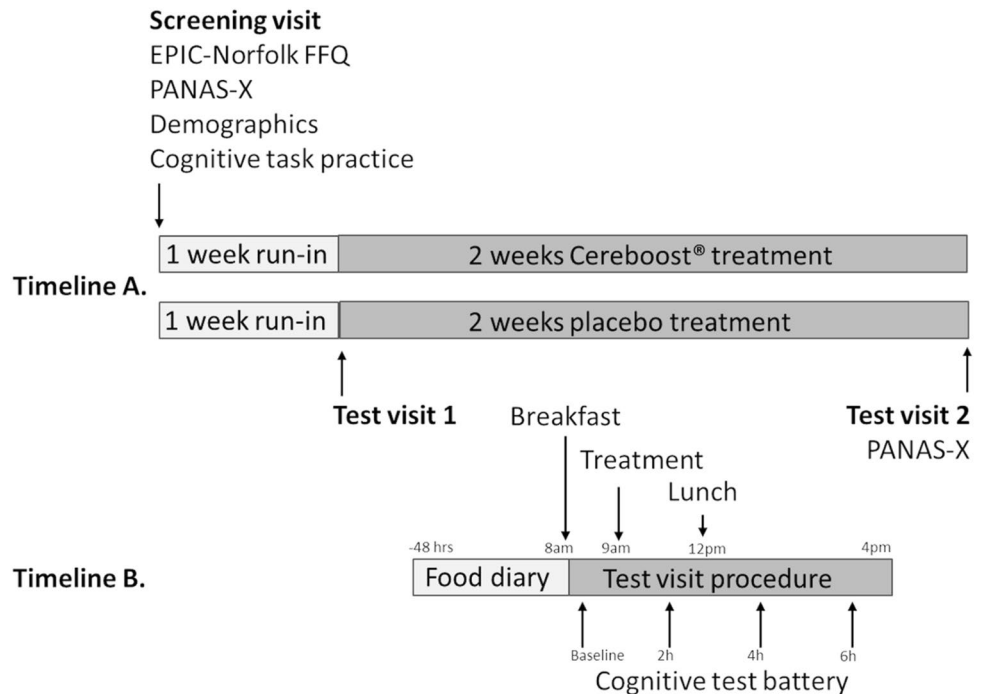 Screening visit
EPIC-Norfolk FFQ
PANAS-X
Demographics
Cognitive task practice
1 week run-in
2 weeks Cereboost® treatment
Timeline A.
1 week run-in
2 weeks placebo treatment
Test visit 1
Test visit 2
PANAS-X
Breakfast
Treatment
Lunch
-48 hrs
8am
9am
12pm
4pm
Timeline B.
Food diary
Test visit procedure
Baseline
2h
4h
6h
Cognitive test battery